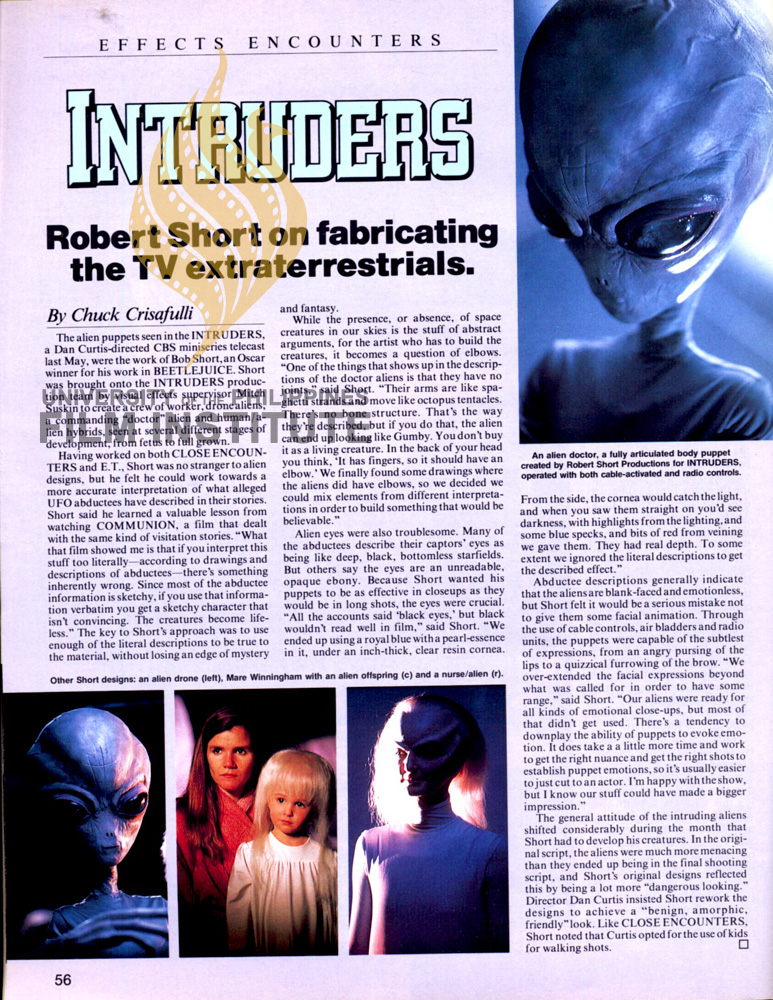 EFFECTS ENCOUNTERS
INTRUDERS
Robert Short on fabricating
the TV extraterrestrials.
By Chuck Crisafulli
The alien puppets seen in the INTRUDERS,
a Dan Curtis-directed CBS miniseries telecast
last May, were the work of Bob Short, an Oscar
winner for his work in BEETLEJUICE. Short
was brought onto the INTRUDERS produc-
tion team by visual effects supervisor Mitch
Suskin to create a crew of worker, drone aliens,
a commanding doctor alien and human/a-
lien hybrids, seen at several different stages of
development, from fetus to full grown.
Having worked on both CLOSE ENCOUN-
TERS and E.T., Short was no stranger to alien
designs, but he felt he could work towards a
more accurate interpretation of what alleged
UFO abductees have described in their stories.
Short said he learned a valuable lesson from
watching COMMUNION, a film that dealt
with the same kind of visitation stories. "What
that film showed me is that if you interpret this
stuff too literally—according to drawings and
descriptions of abductees—there's something
inherently wrong. Since most of the abductee
information is sketchy, if you use that informa-
tion verbatim you get a sketchy character that
isn't convincing. The creatures become life-
less." The key to Short's approach was to use
enough of the literal descriptions to be true to
the material, without losing an edge of mystery
and fantasy.
While the presence, or absence, of space
creatures in our skies is the stuff of abstract
arguments, for the artist who has to build the
creatures, it becomes a question of elbows.
"One of the things that shows up in the descrip-
tions of the doctor aliens is that they have no
joints," said Short. "Their arms are like spa-
ghetti strands and move like octopus tentacles.
There's no bone structure. That's the way
they're described, but if you do that, the alien
can end up looking like Gumby. You don't buy
it as a living creature. In the back of your head
you think, 'It has fingers, so it should have an
elbow.' We finally found some drawings where
the aliens did have elbows, so we decided we
could mix elements from different interpreta-
tions in order to build something that would be
believable."
Alien eyes were also troublesome. Many of
the abductees describe their captors' eyes as
being like deep, black, bottomless starfields.
But others say the eyes are an unreadable,
opaque ebony. Because Short wanted his
puppets to be as effective in closeups as they
would be in long shots, the eyes were crucial.
"All the accounts said 'black eyes,' but black
wouldn't read well in film," said Short. "We
ended up using a royal blue with a pearl-essence
in it, under an inch-thick, clear resin cornea.
An alien doctor, a fully articulated body puppet
created by Robert Short Productions for INTRUDERS,
operated with both cable-activated and radio controls.
From the side, the cornea would catch the light,
and when you saw them straight on you'd see
darkness, with highlights from the lighting, and
some blue specks, and bits of red from veining
we gave them. They had real depth. To some
extent we ignored the literal descriptions to get
the described effect."
Abductee descriptions generally indicate
that the aliens are blank-faced and emotionless,
but Short felt it would be a serious mistake not
to give them some facial animation. Through
the use of cable controls, air bladders and radio
units, the puppets were capable of the subtlest
of expressions, from an angry pursing of the
lips to a quizzical furrowing of the brow. "We
over-extended the facial expressions beyond
what was called for in order to have some
range," said Short. "Our aliens were ready for
all kinds of emotional close-ups, but most of
that didn't get used. There's a tendency to
downplay the ability of puppets to evoke emo-
tion. It does take a a little more time and work
to get the right nuance and get the right shots to
establish puppet emotions, so it's usually easier
to just cut to an actor. I'm happy with the show,
but I know our stuff could have made a bigger
impression."
The general attitude of the intruding aliens
shifted considerably during the month that
Short had to develop his creatures. In the origi-
nal script, the aliens were much more menacing
than they ended up being in the final shooting
script, and Short's original designs reflected
this by being a lot more "dangerous looking."
Director Dan Curtis insisted Short rework the
designs to achieve a "benign, amorphic,
friendly" look. Like CLOSE ENCOUNTERS,
Short noted that Curtis opted for the use of kids
for walking shots.
Other Short designs: an alien drone (left), Mare Winningham with an alien offspring (c) and a nurse/alien (r).
56
UNIVERSITY OF THE PHILIPPINES
FILM INSTITUTE